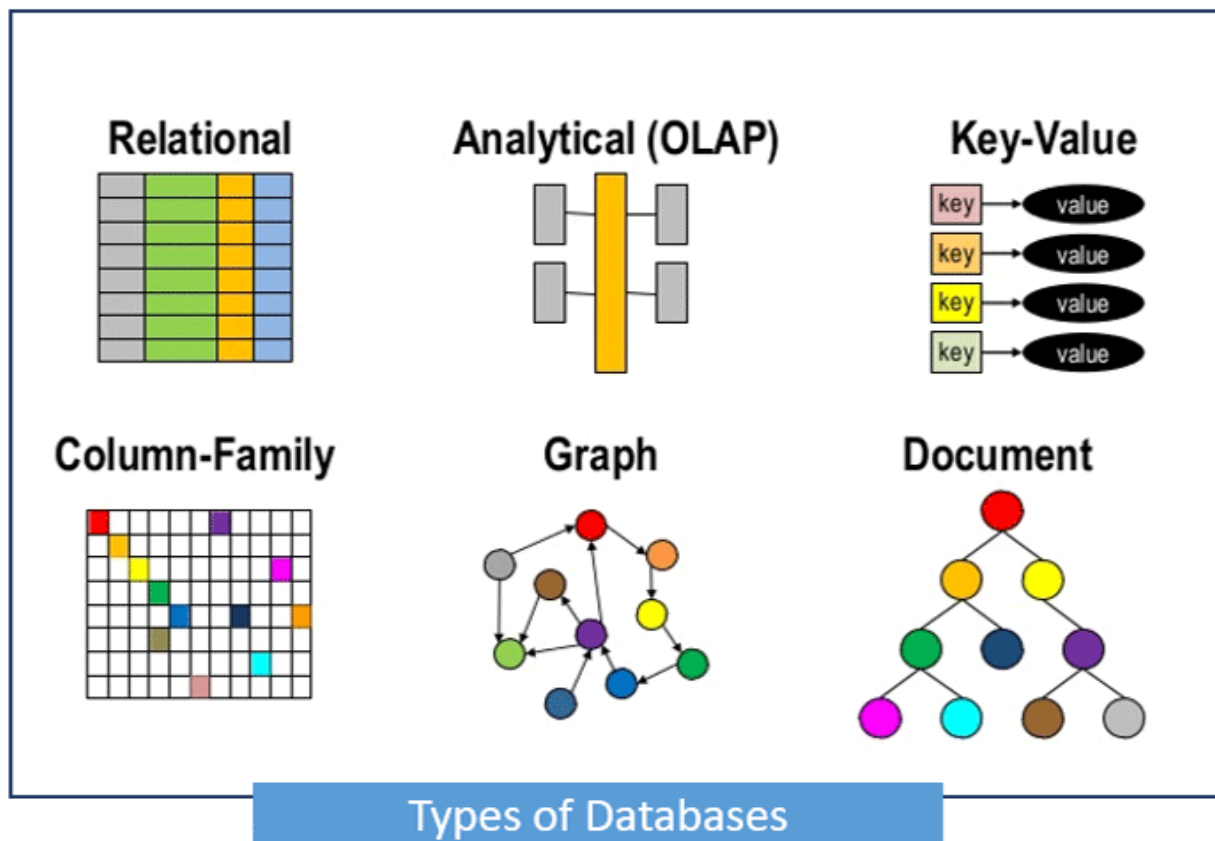 Relational
Analytical (OLAP)
Key-Value
key
value
key
value
key
value
key
value
Column-Family
Graph
Document
Types of Databases